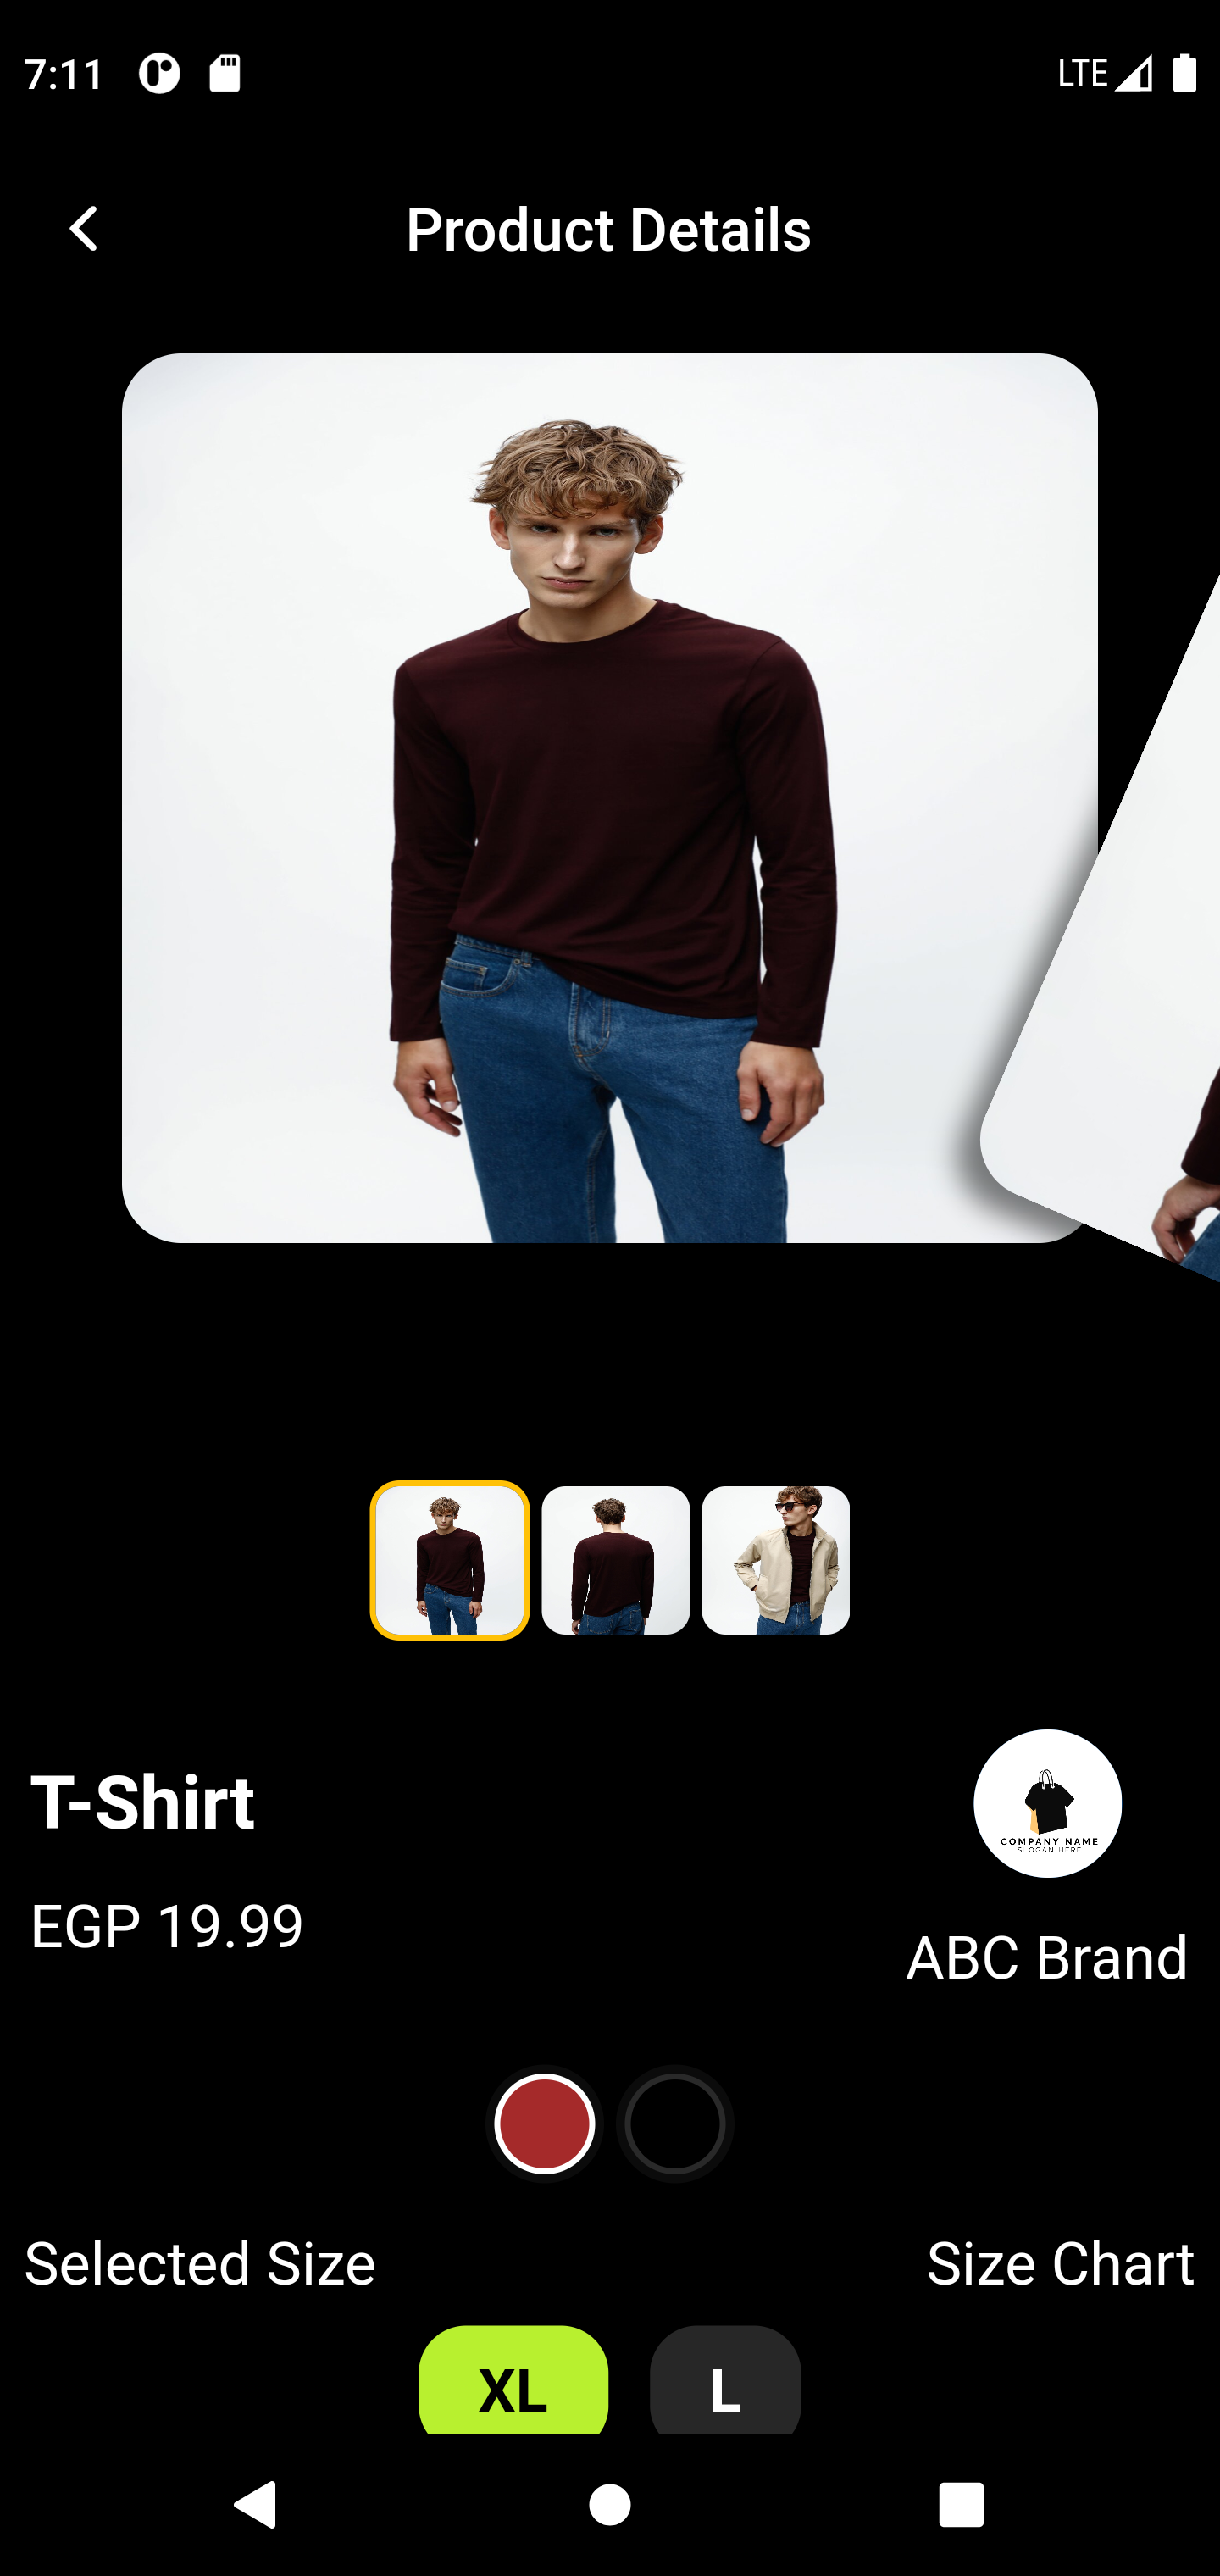 7:11
LTE
Product Details
T-Shirt
COMPANY NAME
SLOGAN HERE
EGP 19.99
ABC Brand
Selected Size
Size Chart
XL
L